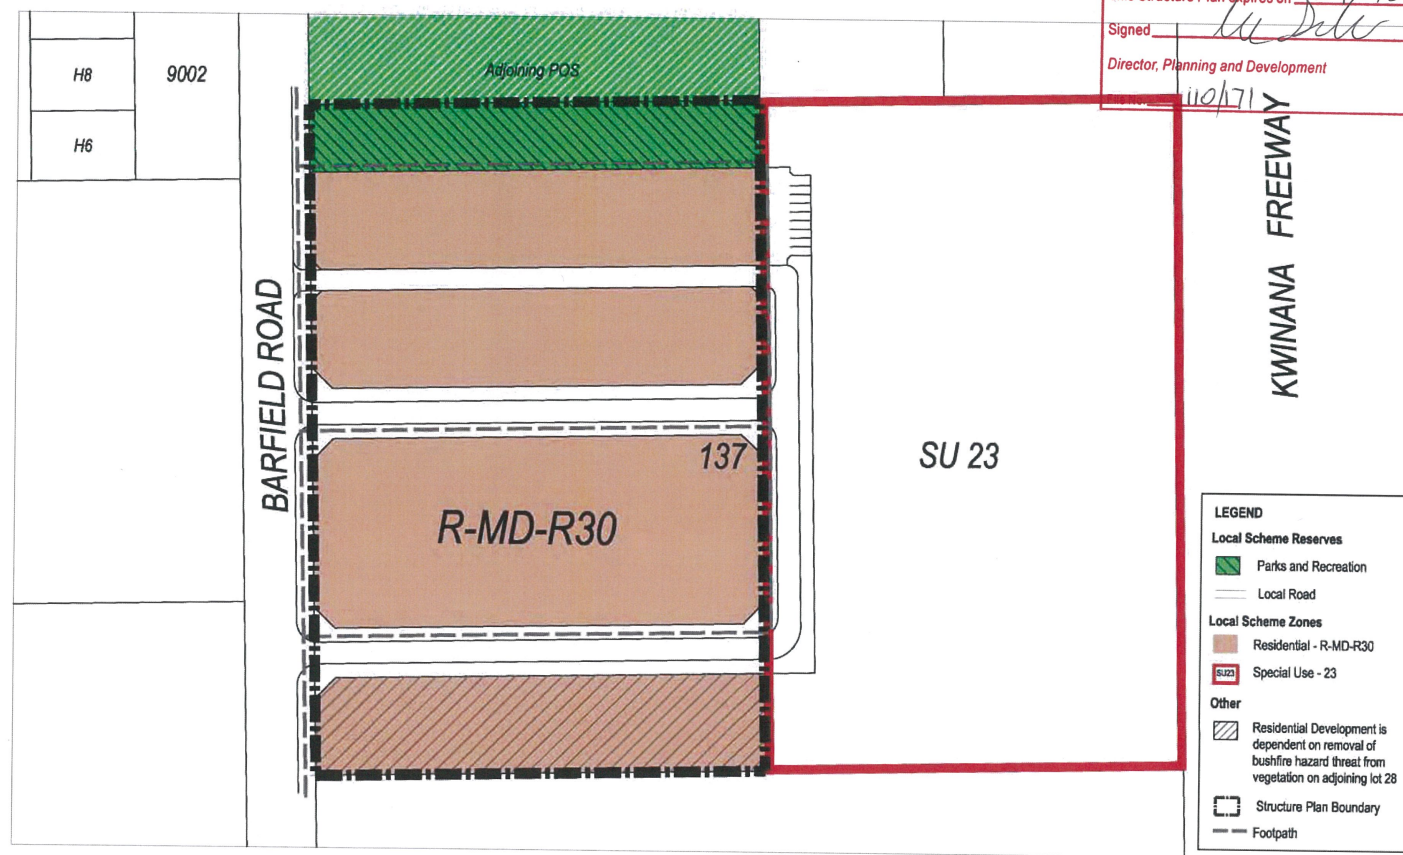 Signed
Director, Planning and Development
110/171
Adjoining POS
H8
9002
H6
BARFIELD ROAD
KWINANA FREEWAY
137
SU 23
R-MD-R30
LEGEND
Local Scheme Reserves
Parks and Recreation
Local Road
Local Scheme Zones
Residential - R-MD-R30
SU23
Special Use - 23
Other
Residential Development is
dependent on removal of
bushfire hazard threat from
vegetation on adjoining lot 28
Structure Plan Boundary
Footpath